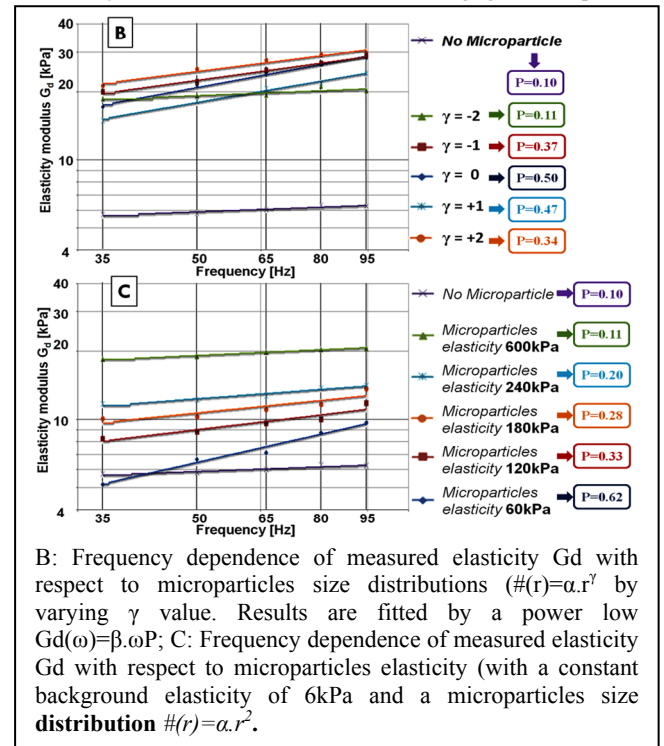 B
Elasticity modulus Gd [kPa]
40
30
20
10
4
35
50
65
80
95
Frequency [Hz]
No Microparticle
P=0.10
γ = -2 P=0.11
γ = -1 P=0.37
γ = 0 P=0.50
γ = +1 P=0.47
γ = +2 P=0.34
C
Elasticity modulus Gd [kPa]
40
30
20
10
4
35
50
65
80
95
Frequency [Hz]
No Microparticle P=0.10
Microparticles
elasticity 600kPa
P=0.11
Microparticles
elasticity 240kPa
P=0.20
Microparticles
elasticity 180kPa
P=0.28
Microparticles
elasticity 120kPa
P=0.33
Microparticles
elasticity 60kPa
P=0.62
B: Frequency dependence of measured elasticity Gd with
respect to microparticles size distributions (#(r)=α.r^γ by
varying γ value. Results are fitted by a power low
Gd(ω)=β.ωP; C: Frequency dependence of measured elasticity
Gd with respect to microparticles elasticity (with a constant
background elasticity of 6kPa and a microparticles size
distribution #(r)=α.r².